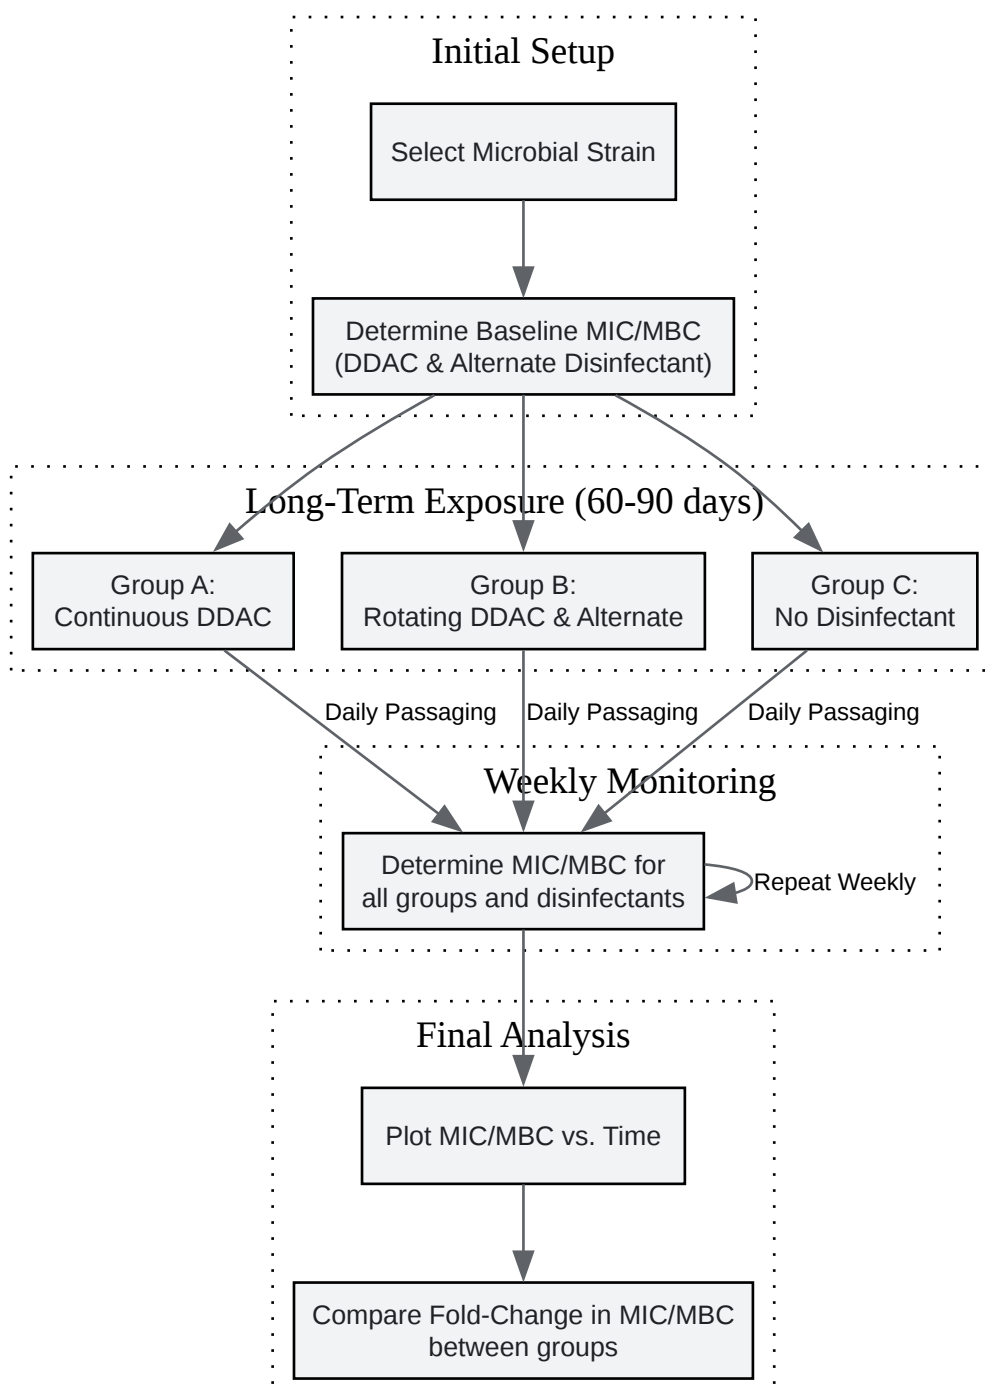 Initial Setup
Select Microbial Strain
Determine Baseline MIC/MBC
(DDAC & Alternate Disinfectant)
Long-Term Exposure (60-90 days)
Group A:
Continuous DDAC
Group B:
Rotating DDAC & Alternate
Group C:
No Disinfectant
Daily Passaging
Daily Passaging
Daily Passaging
Weekly Monitoring
Determine MIC/MBC for
all groups and disinfectants
Repeat Weekly
Final Analysis
Plot MIC/MBC vs. Time
Compare Fold-Change in MIC/MBC
between groups